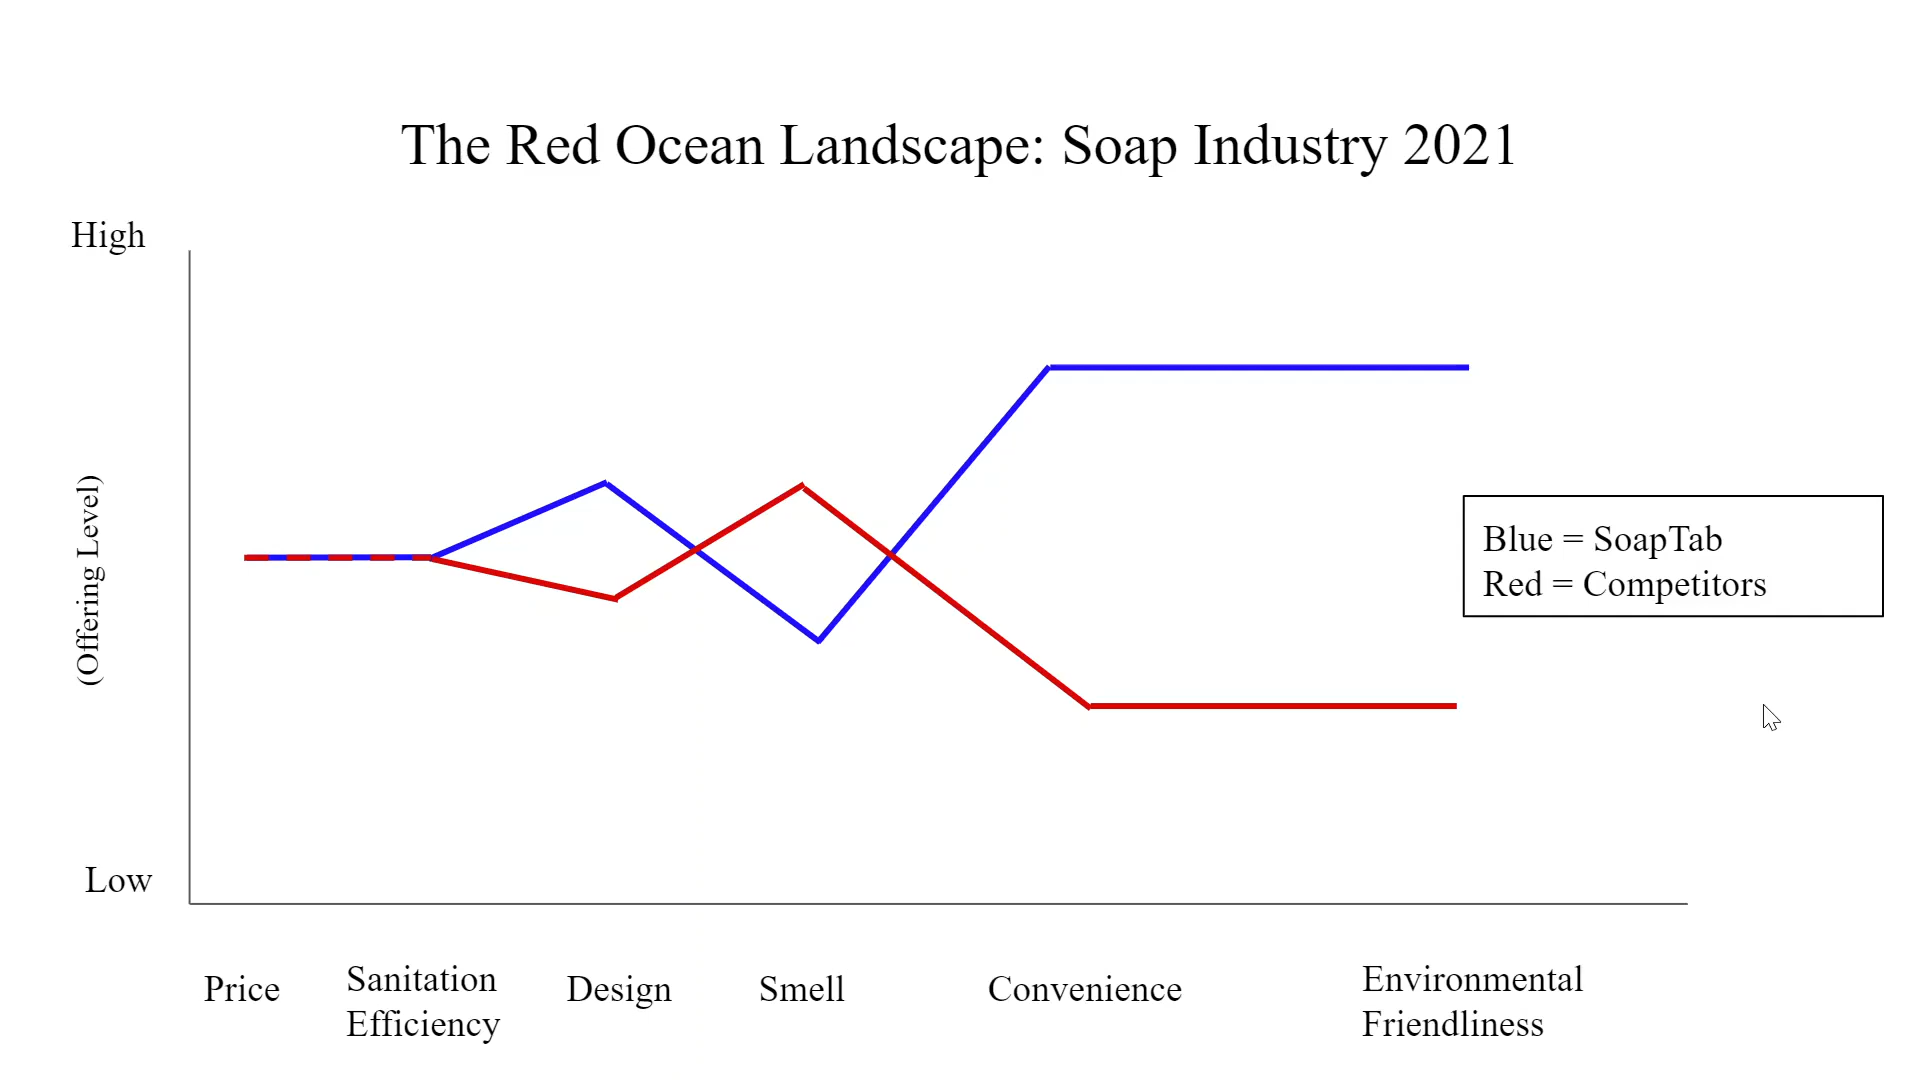 The Red Ocean Landscape: Soap Industry 2021
High
(Offering Level)
Blue = SoapTab
Red = Competitors
Low
Price
Sanitation
Efficiency
Design
Smell
Convenience
Environmental
Friendliness